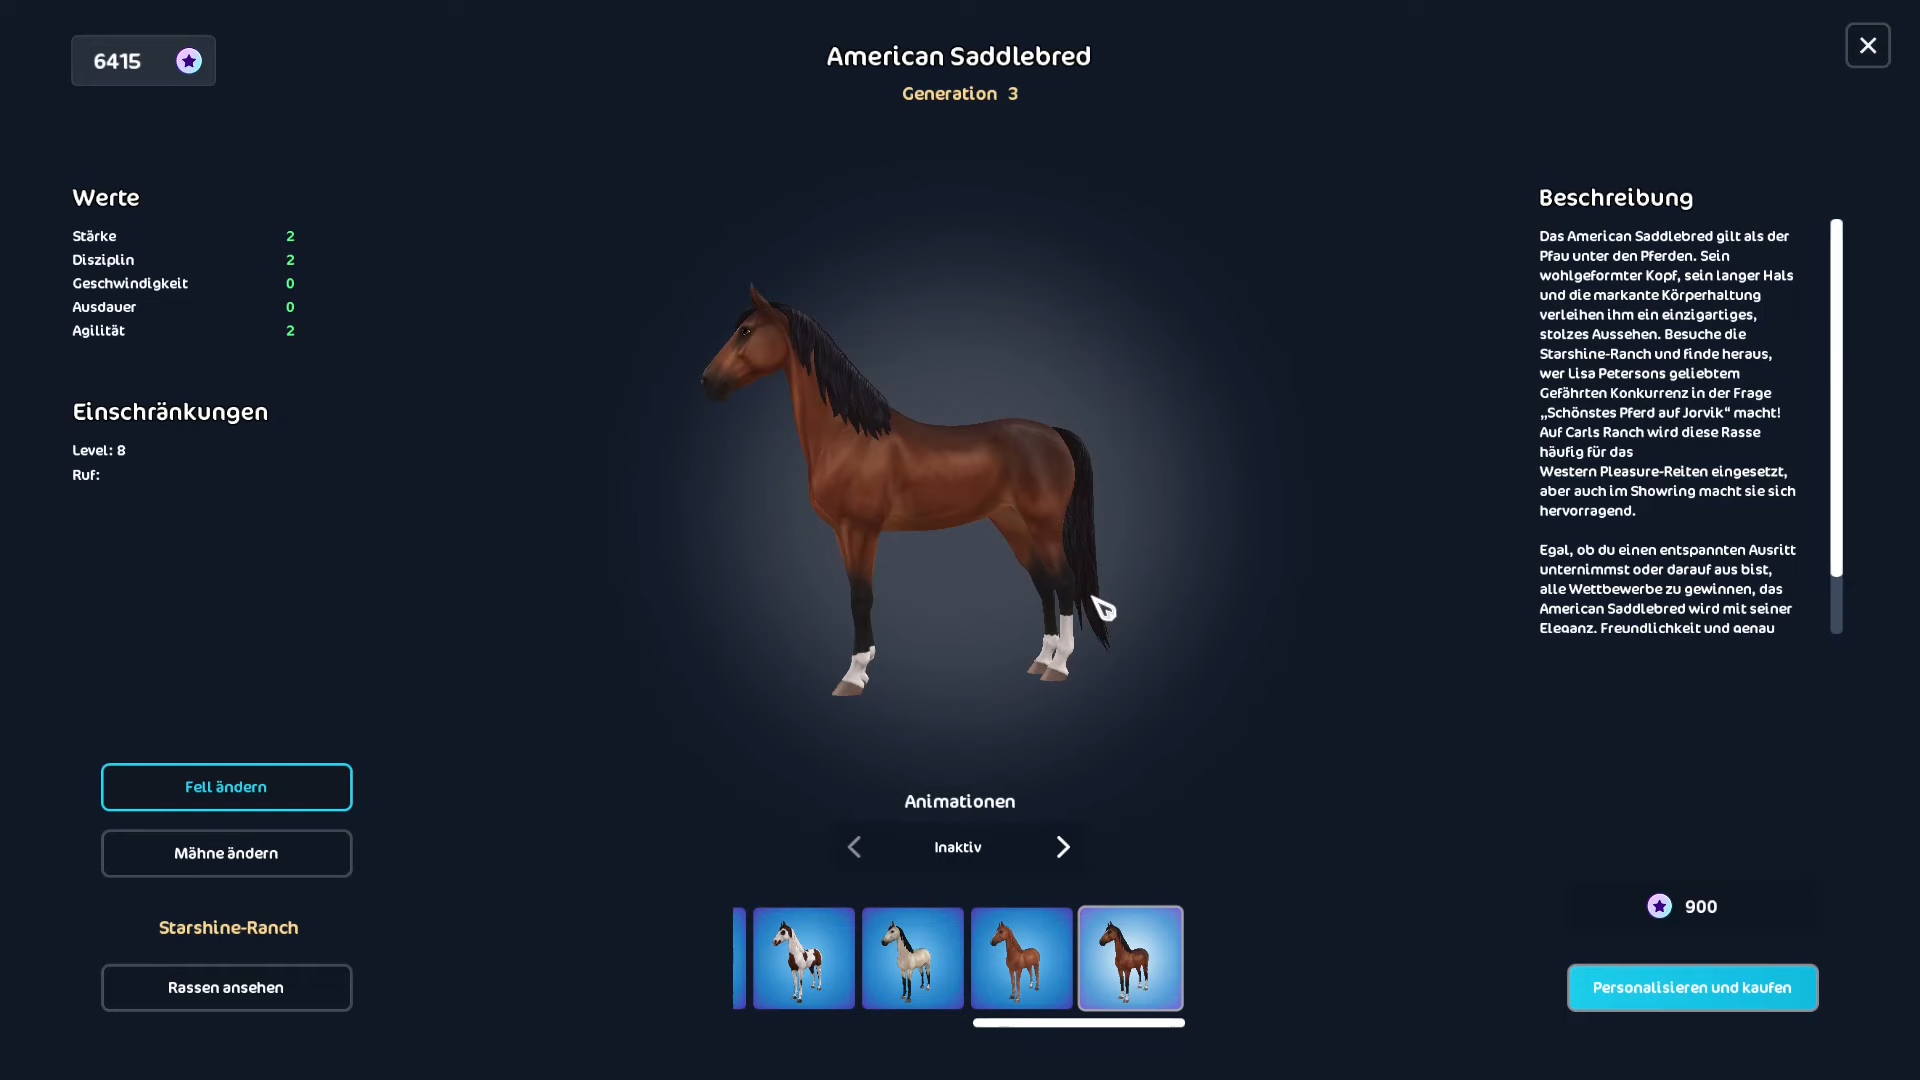 6415
American Saddlebred
Generation 3
Werte
Stärke 2
Disziplin 2
Geschwindigkeit 0
Ausdauer 0
Agilität 2
Einschränkungen
Level: 8
Ruf:
Beschreibung
Das American Saddlebred gilt als der
Pfau unter den Pferden. Sein
wohlgeformter Kopf, sein langer Hals
und die markante Körperhaltung
verleihen ihm ein einzigartiges,
stolzes Aussehen. Besuche die
Starshine-Ranch und finde heraus,
wer Lisa Petersons geliebtem
Gefährten Konkurrenz in der Frage
„Schönstes Pferd auf Jorvik“ macht!
Auf Carls Ranch wird diese Rasse
häufig für das
Western Pleasure-Reiten eingesetzt,
aber auch im Showring macht sie sich
hervorragend.
Egal, ob du einen entspannten Ausritt
unternimmst oder darauf aus bist,
alle Wettbewerbe zu gewinnen, das
American Saddlebred wird mit seiner
Eleganz, Freundlichkeit und genau
Fell ändern
Mähne ändern
Starshine-Ranch
Rassen ansehen
Animationen
Inaktiv
900
Personalisieren und kaufen